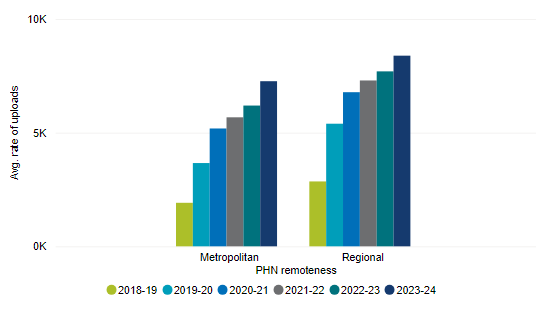 10K
5K
0K
Avg. rate of uploads
Metropolitan Regional
PHN remoteness
2018-19 2019-20 2020-21 2021-22 2022-23 2023-24